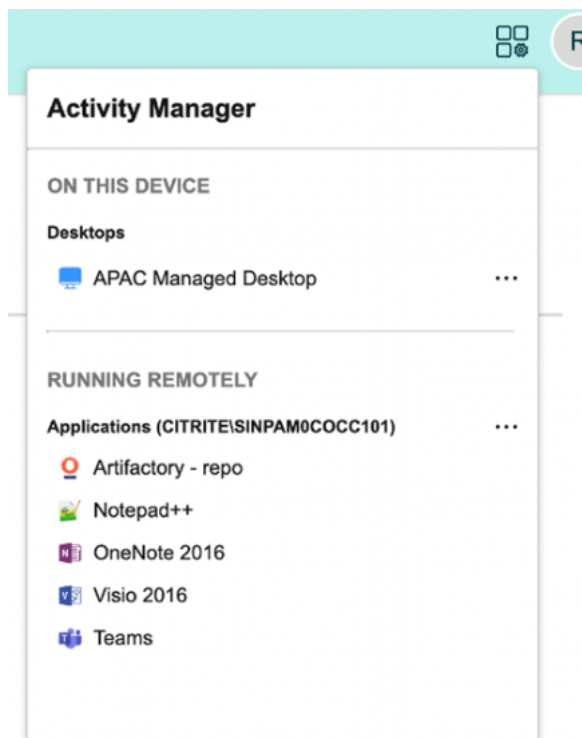 R
Activity Manager
ON THIS DEVICE
Desktops
APAC Managed Desktop
RUNNING REMOTELY
Applications (CITRITE\SINPAM0COCC101)
Artifactory - repo
Notepad++
OneNote 2016
Visio 2016
Teams